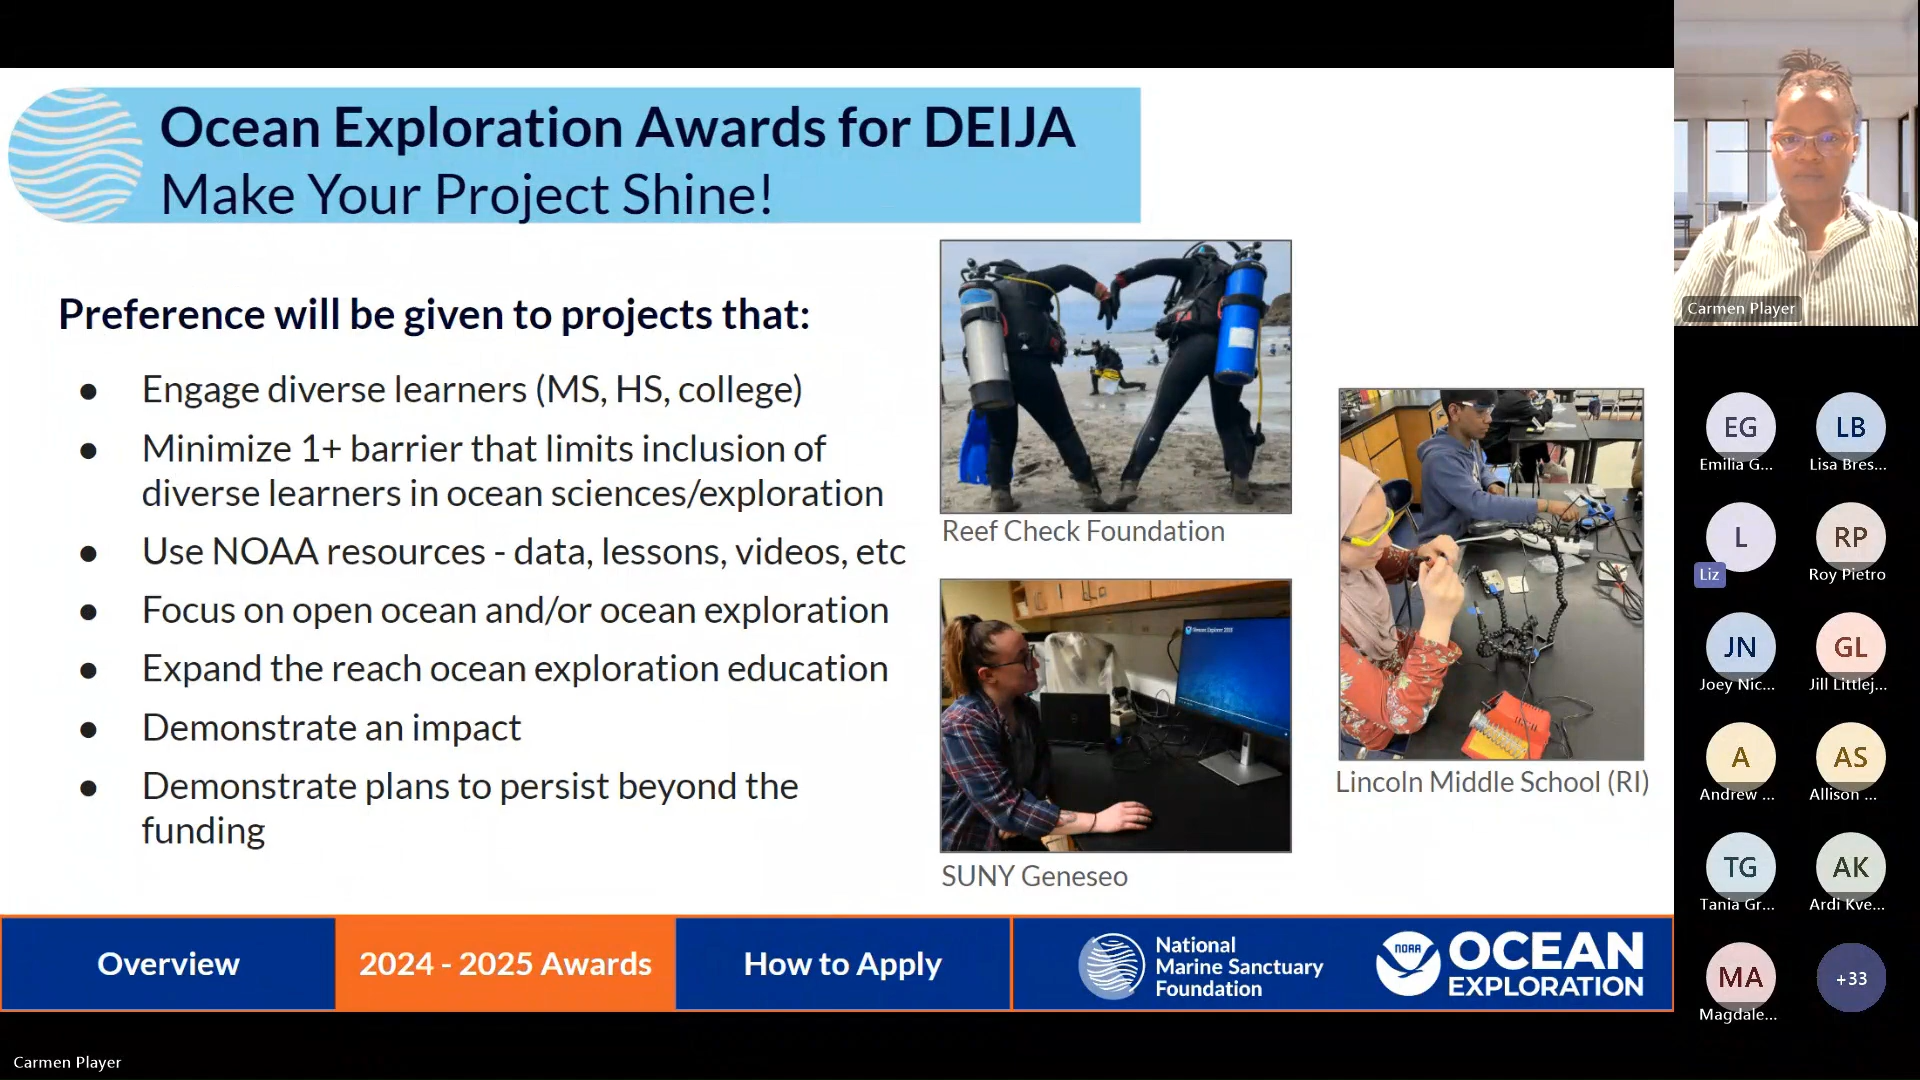 Ocean Exploration Awards for DEIJA
Make Your Project Shine!
Preference will be given to projects that:
● Engage diverse learners (MS, HS, college)
● Minimize 1+ barrier that limits inclusion of
diverse learners in ocean sciences/exploration
● Use NOAA resources - data, lessons, videos, etc
● Focus on open ocean and/or ocean exploration
● Expand the reach ocean exploration education
● Demonstrate an impact
● Demonstrate plans to persist beyond the
funding
Reef Check Foundation
SUNY Geneseo
Lincoln Middle School (RI)
Overview
2024 - 2025 Awards
How to Apply
National
Marine Sanctuary
Foundation
NOAA
OCEAN
EXPLORATION
Carmen Player
EG
Emilia G...
LB
Lisa Bres...
L
Liz
RP
Roy Pietro
JN
Joey Nic...
GL
Jill Littlej...
A
Andrew ...
AS
Allison ...
TG
Tania Gr...
AK
Ardi Kve...
MA
Magdale...
+33
Carmen Player